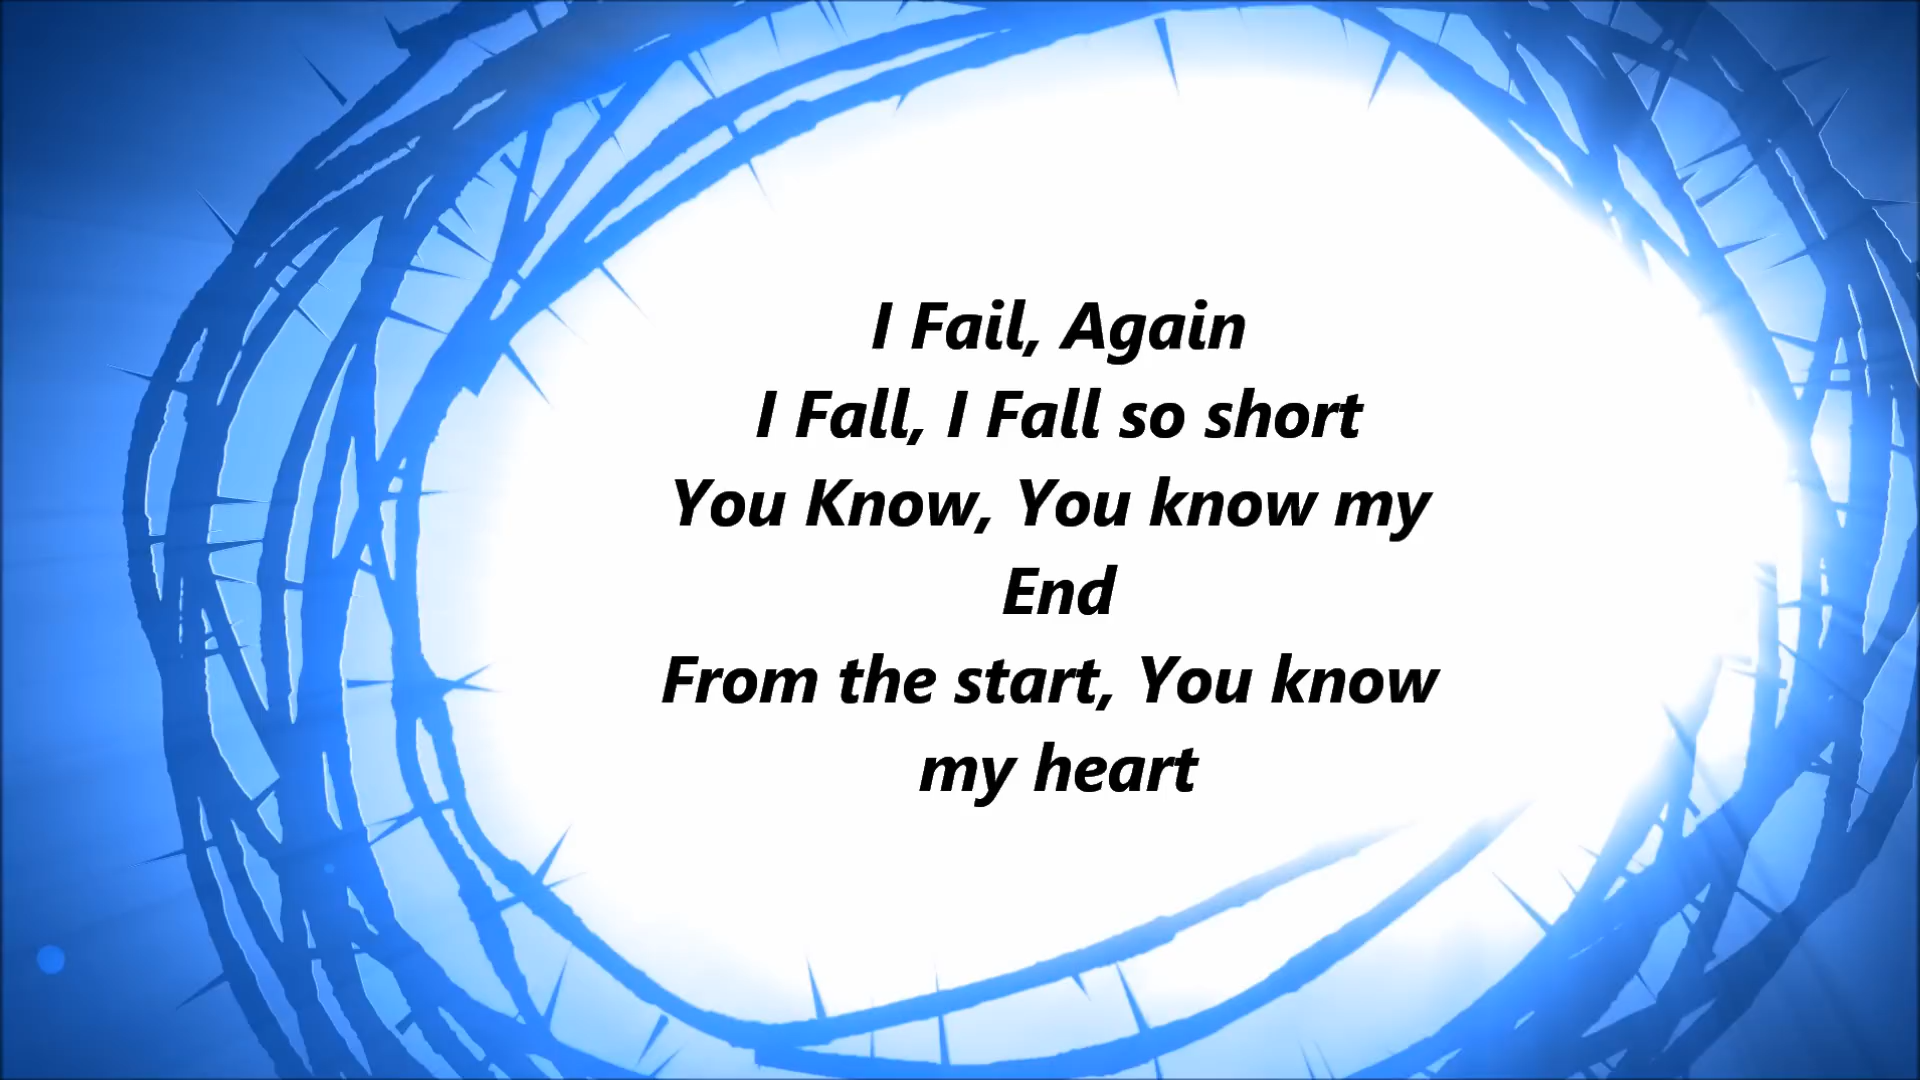 I Fail, Again
I Fall, I Fall so short
You Know, You know my
End
From the start, You know
my heart